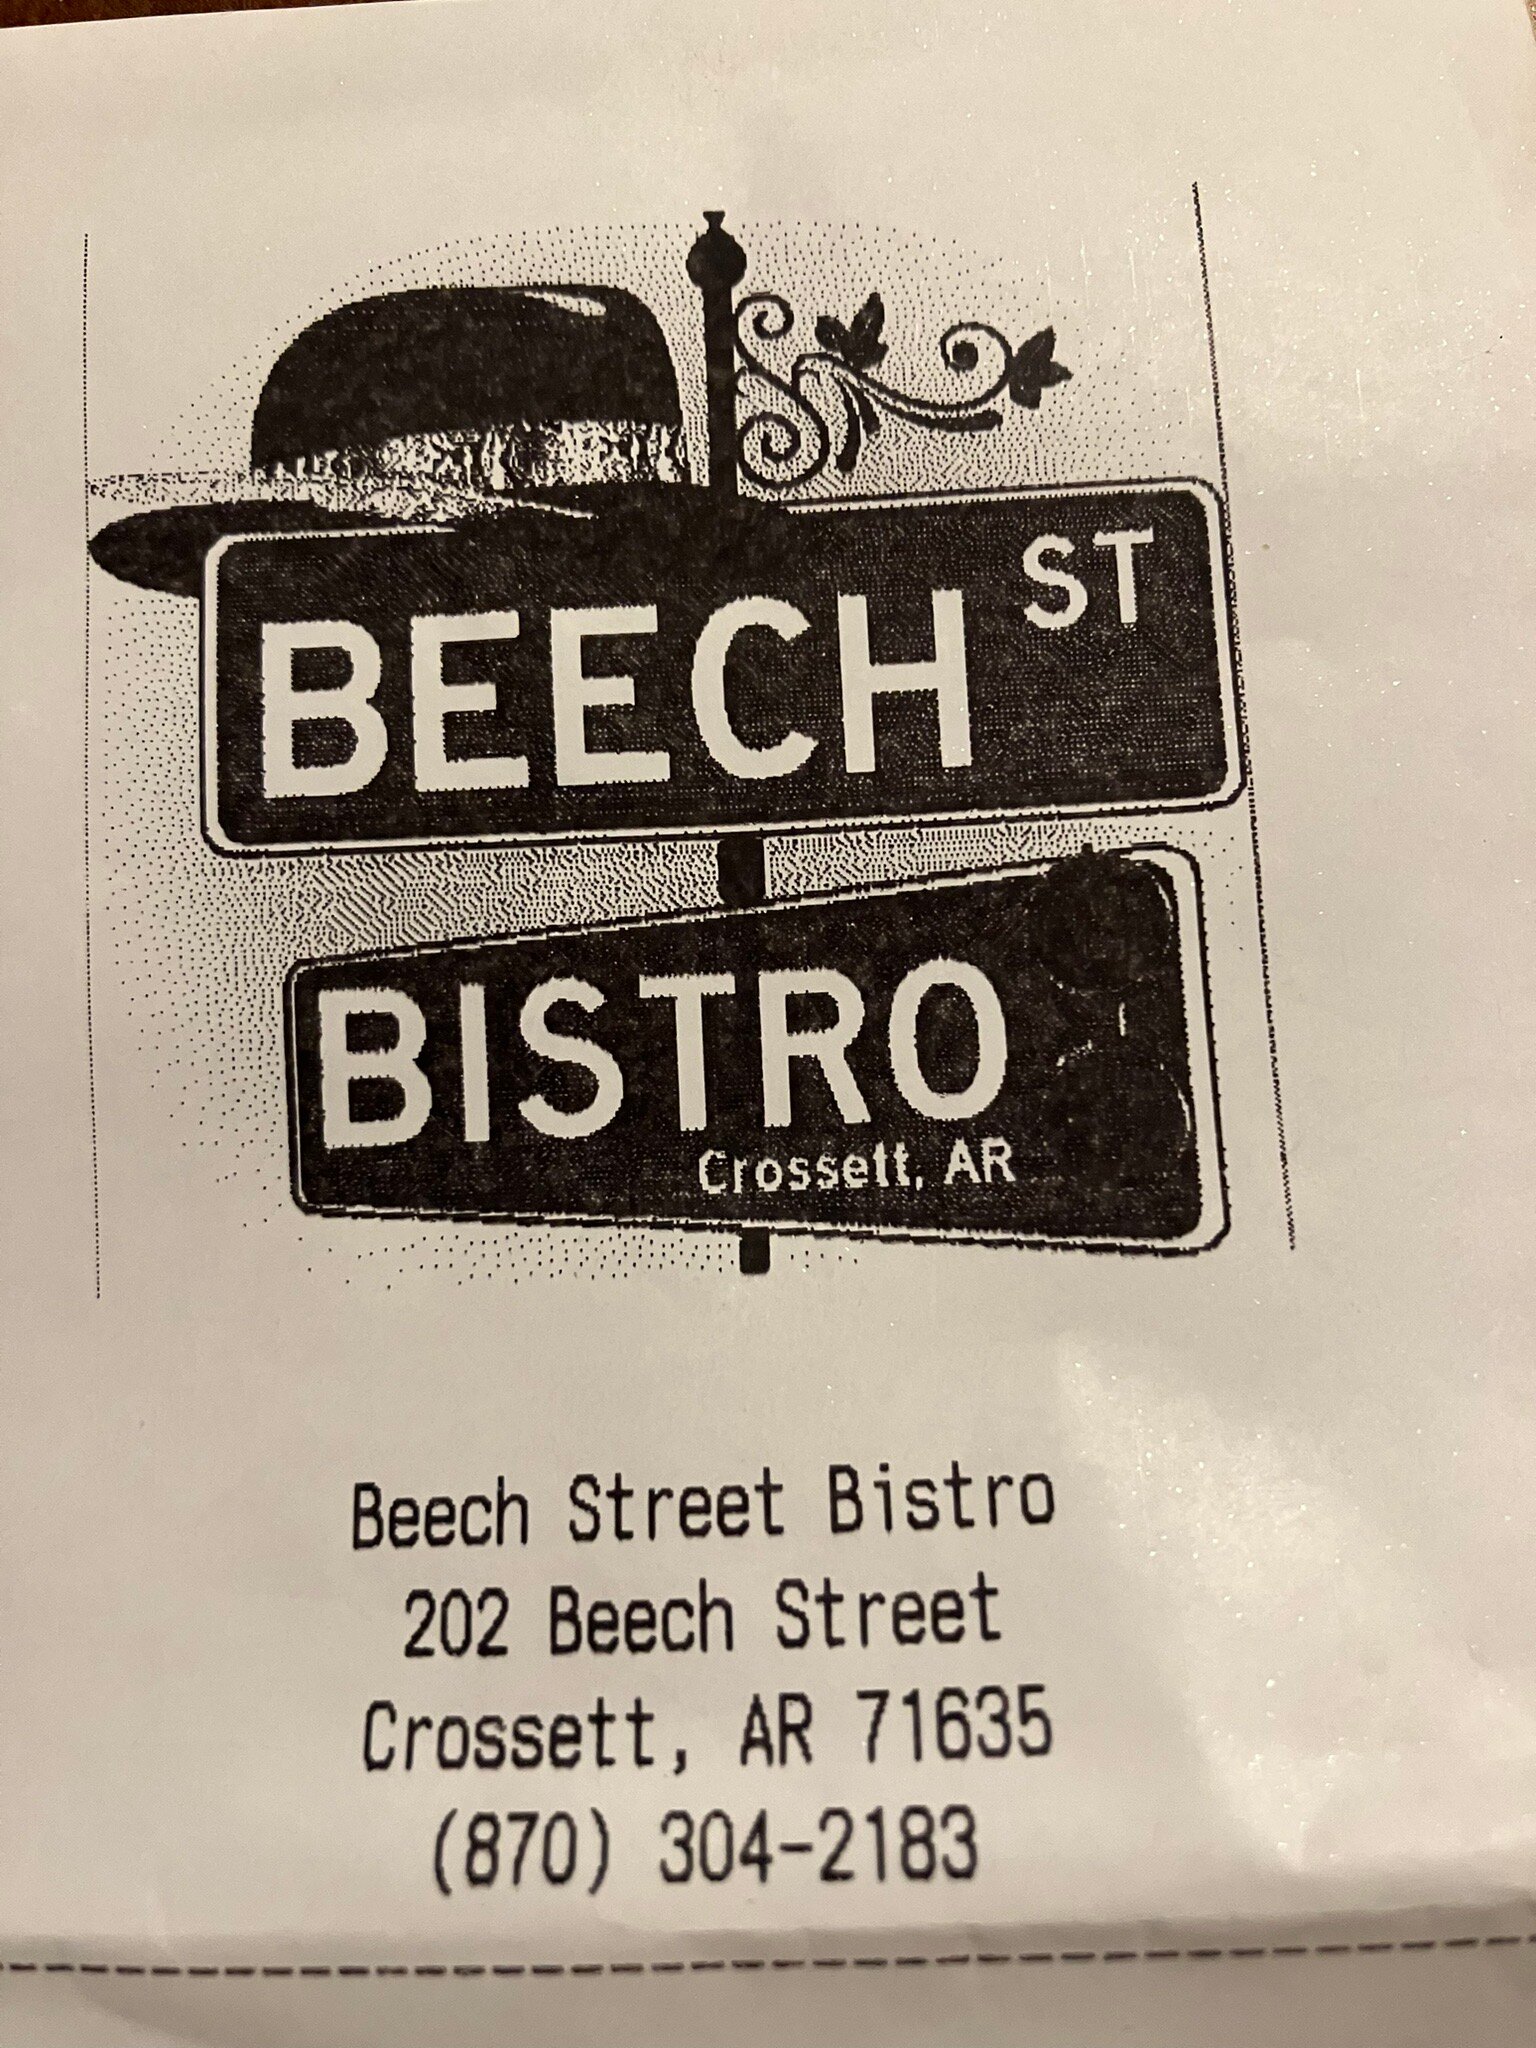 BEECH ST
BISTRO
Crossett, AR
Beech Street Bistro
202 Beech Street
Crossett, AR 71635
(870) 304-2183